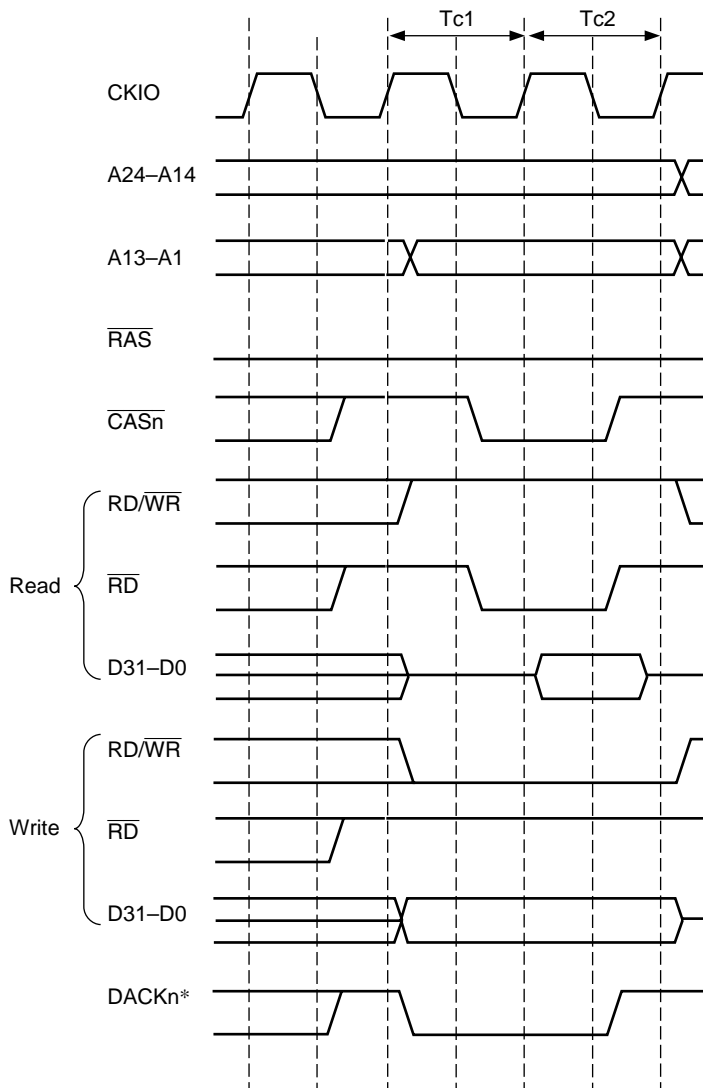 Tc1 Tc2
CKIO
A24–A14
A13–A1
RAS
CASn
RD/WR
Read
RD
D31–D0
RD/WR
Write
RD
D31–D0
DACKn*